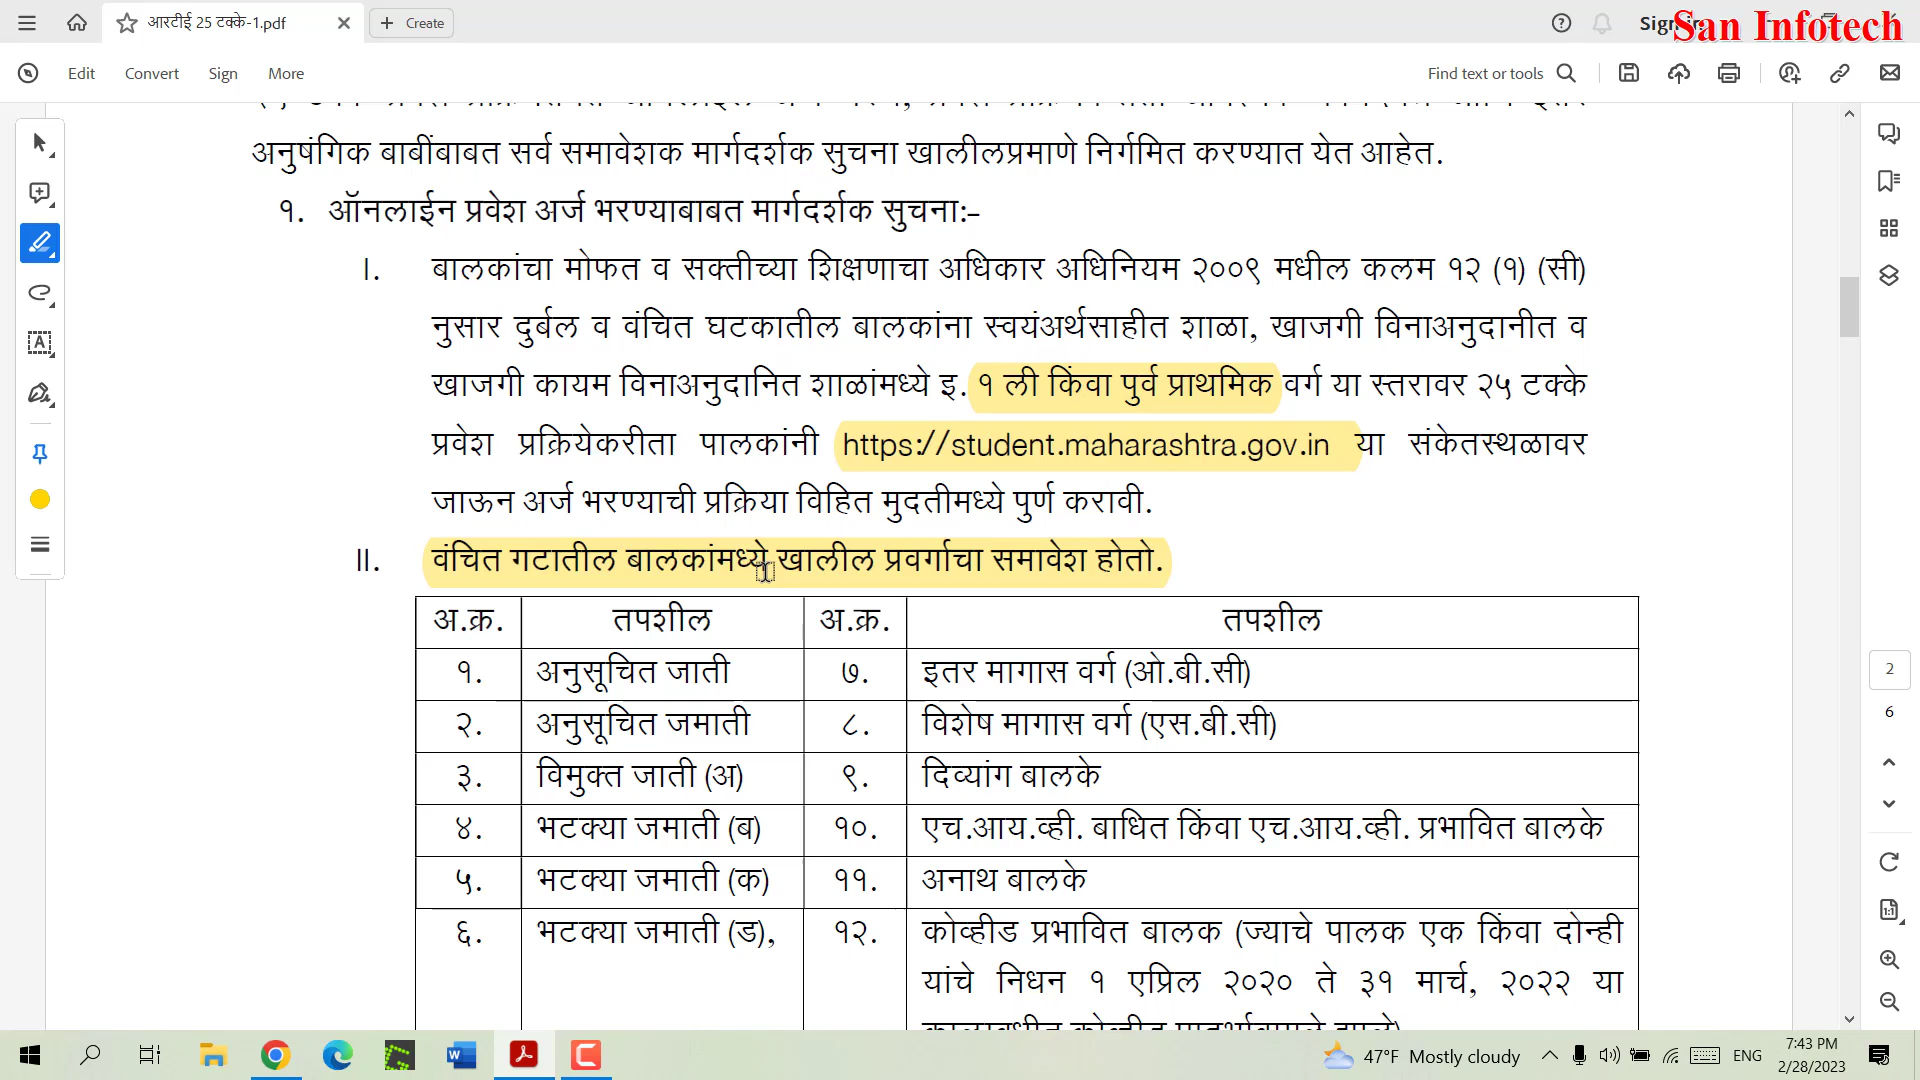 आरटीई 25 टक्के-1.pdf
Create
San Infotech
Edit
Convert
Sign
More
Find text or tools
अनुषंगिक बाबींबाबत सर्व समावेशक मार्गदर्शक सुचना खालीलप्रमाणे निर्गमित करण्यात येत आहेत.
१. ऑनलाईन प्रवेश अर्ज भरण्याबाबत मार्गदर्शक सुचना:-
I. बालकांचा मोफत व सक्तीच्या शिक्षणाचा अधिकार अधिनियम २००९ मधील कलम १२ (१) (सी)
नुसार दुर्बल व वंचित घटकातील बालकांना स्वयंअर्थसाहीत शाळा, खाजगी विनाअनुदानीत व
खाजगी कायम विनाअनुदानित शाळांमध्ये इ. १ ली किंवा पुर्व प्राथमिक वर्ग या स्तरावर २५ टक्के
प्रवेश प्रक्रियेकरीता पालकांनी https://student.maharashtra.gov.in या संकेतस्थळावर
जाऊन अर्ज भरण्याची प्रक्रिया विहित मुदतीमध्ये पुर्ण करावी.
II. वंचित गटातील बालकांमध्ये खालील प्रवर्गाचा समावेश होतो.
अ.क्र. तपशील अ.क्र. तपशील
१. अनुसूचित जाती ७. इतर मागास वर्ग (ओ.बी.सी)
२. अनुसूचित जमाती ८. विशेष मागास वर्ग (एस.बी.सी)
३. विमुक्त जाती (अ) ९. दिव्यांग बालके
४. भटक्या जमाती (ब) १०. एच.आय.व्ही. बाधित किंवा एच.आय.व्ही. प्रभावित बालके
५. भटक्या जमाती (क) ११. अनाथ बालके
६. भटक्या जमाती (ड), १२. कोव्हीड प्रभावित बालक (ज्याचे पालक एक किंवा दोन्ही
यांचे निधन १ एप्रिल २०२० ते ३१ मार्च, २०२२ या
2
6
47°F Mostly cloudy
ENG
7:43 PM
2/28/2023